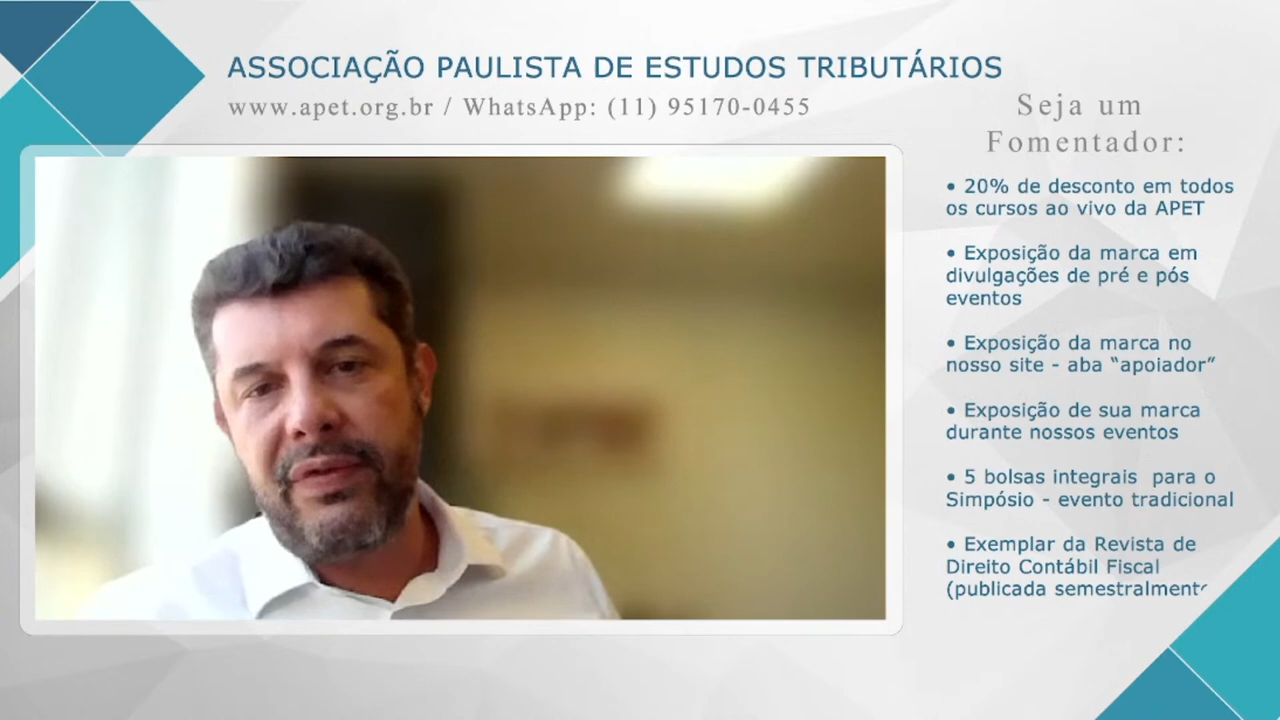 ASSOCIAÇÃO PAULISTA DE ESTUDOS TRIBUTÁRIOS
www.apet.org.br / WhatsApp: (11) 95170-0455
Seja um
Fomentador:
• 20% de desconto em todos
os cursos ao vivo da APET
• Exposição da marca em
divulgações de pré e pós
eventos
• Exposição da marca no
nosso site - aba “apoiador”
• Exposição de sua marca
durante nossos eventos
• 5 bolsas integrais  para o
Simpósio - evento tradicional
• Exemplar da Revista de
Direito Contábil Fiscal
(publicada semestralmente